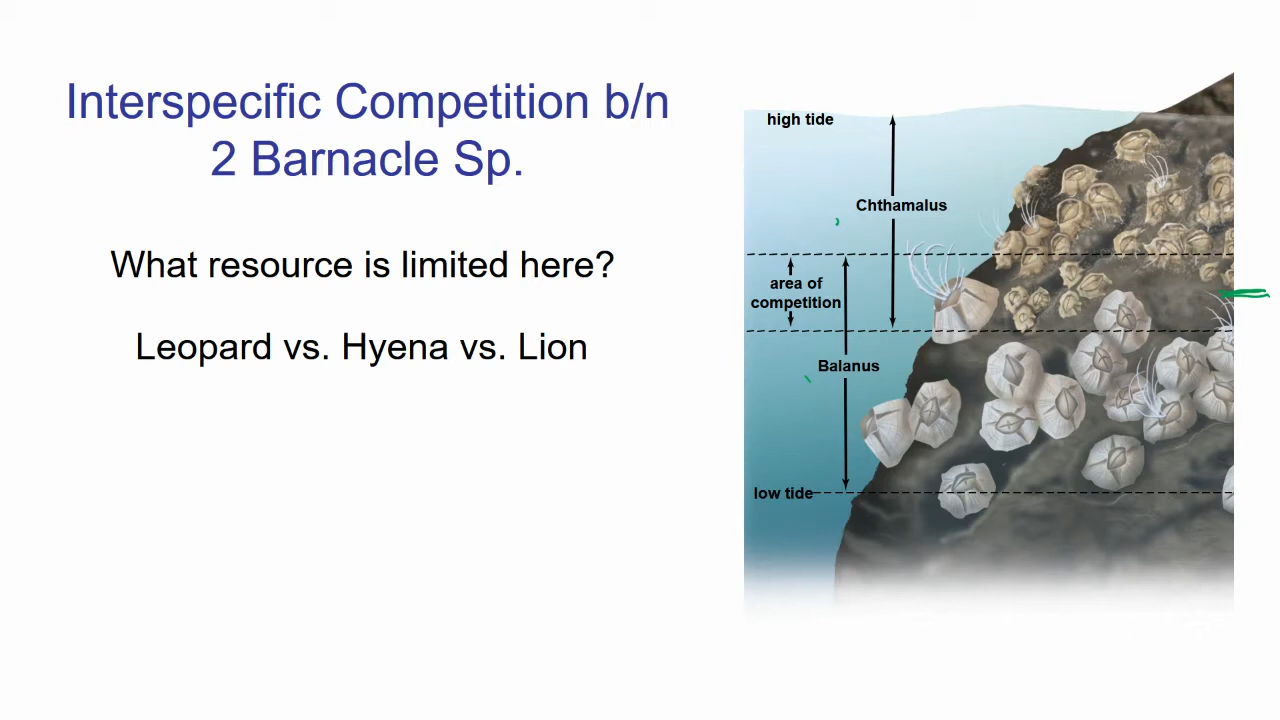 Interspecific Competition b/n
2 Barnacle Sp.
What resource is limited here?
Leopard vs. Hyena vs. Lion
high tide
Chthamalus
area of
competition
Balanus
low tide